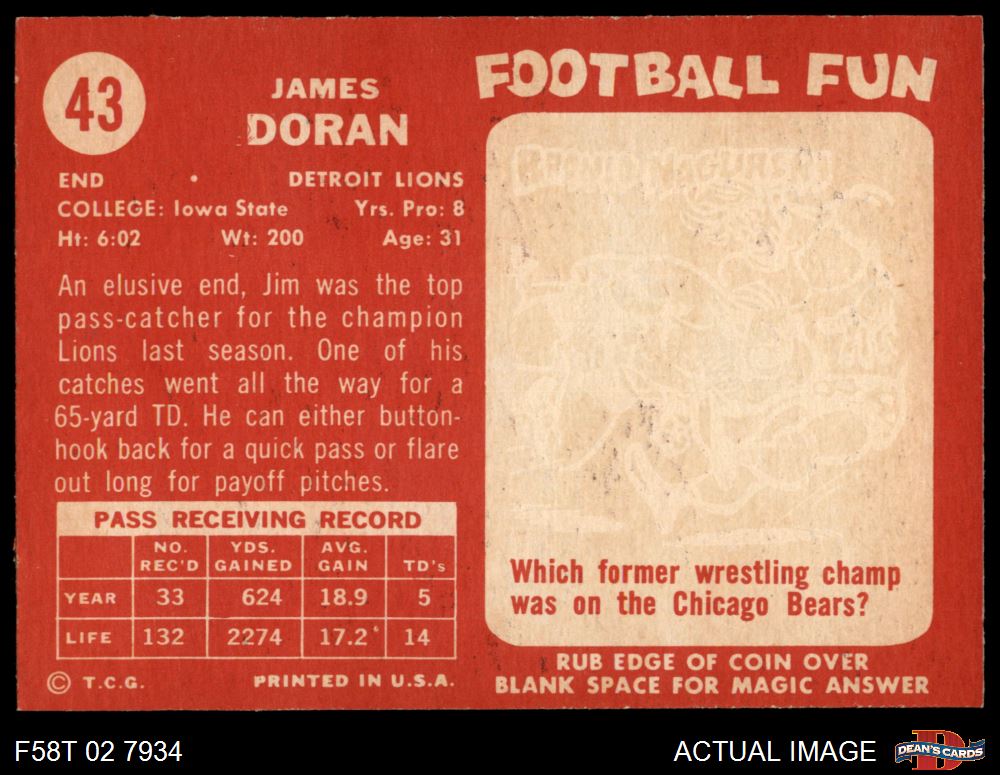 43
JAMES
DORAN
END • DETROIT LIONS
COLLEGE: Iowa State Yrs. Pro: 8
Ht: 6:02 Wt: 200 Age: 31
An elusive end, Jim was the top
pass-catcher for the champion
Lions last season. One of his
catches went all the way for a
65-yard TD. He can either button-
hook back for a quick pass or flare
out long for payoff pitches.
PASS RECEIVING RECORD
NO. REC'D YDS. GAINED AVG. GAIN TD's
YEAR 33 624 18.9 5
LIFE 132 2274 17.2 14
© T.C.G. PRINTED IN U.S.A.
FOOTBALL FUN
BRONKO NAGURSKI
Which former wrestling champ
was on the Chicago Bears?
RUB EDGE OF COIN OVER
BLANK SPACE FOR MAGIC ANSWER
F58T 02 7934
ACTUAL IMAGE
DEAN'S CARDS